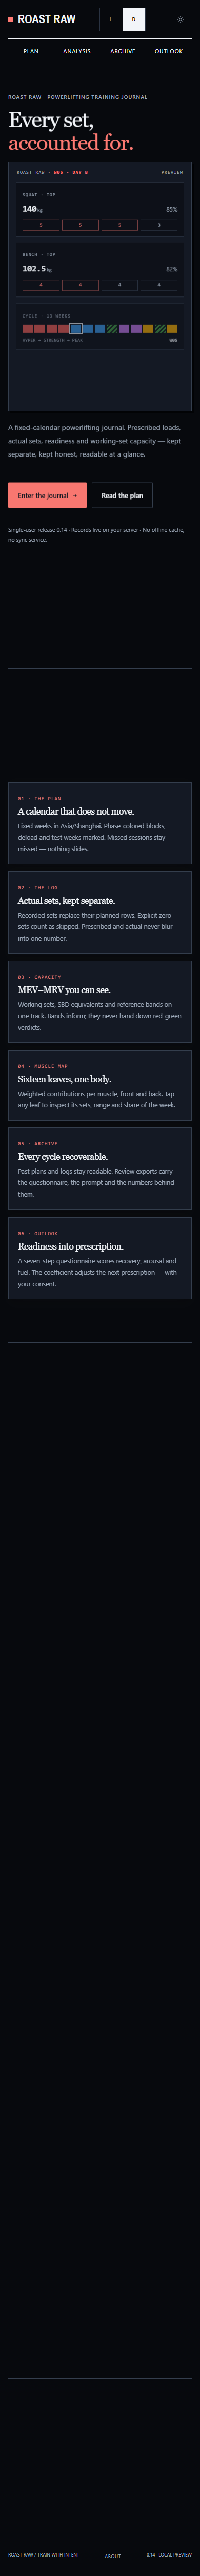 ROAST RAW
L
D
PLAN
ANALYSIS
ARCHIVE
OUTLOOK
ROAST RAW · POWERLIFTING TRAINING JOURNAL
Every set,
accounted for.
ROAST RAW — W05 — DAY B
PREVIEW
SQUAT · TOP
140kg
85%
5
5
5
3
BENCH · TOP
102.5kg
82%
4
4
4
4
CYCLE · 13 WEEKS
HYPER → STRENGTH → PEAK
W05
A fixed-calendar powerlifting journal. Prescribed loads,
actual sets, readiness and working-set capacity — kept
separate, kept honest, readable at a glance.
Enter the journal →
Read the plan
Single-user release 0.14 · Records live on your server · No offline cache,
no sync service.
01 · THE PLAN
A calendar that does not move.
Fixed weeks in Asia/Shanghai. Phase-colored blocks,
deload and test weeks marked. Missed sessions stay
missed — nothing slides.
02 · THE LOG
Actual sets, kept separate.
Recorded sets replace their planned rows. Explicit zero
sets count as skipped. Prescribed and actual never blur
into one number.
03 · CAPACITY
MEV–MRV you can see.
Working sets, SBD equivalents and reference bands on
one track. Bands inform; they never hand down red-green
verdicts.
04 · MUSCLE MAP
Sixteen leaves, one body.
Weighted contributions per muscle, front and back. Tap
any leaf to inspect its sets, range and share of the week.
05 · ARCHIVE
Every cycle recoverable.
Past plans and logs stay readable. Review exports carry
the questionnaire, the prompt and the numbers behind
them.
06 · OUTLOOK
Readiness into prescription.
A seven-step questionnaire scores recovery, arousal and
fuel. The coefficient adjusts the next prescription — with
your consent.
ROAST RAW / TRAIN WITH INTENT
ABOUT
0.14 · LOCAL PREVIEW